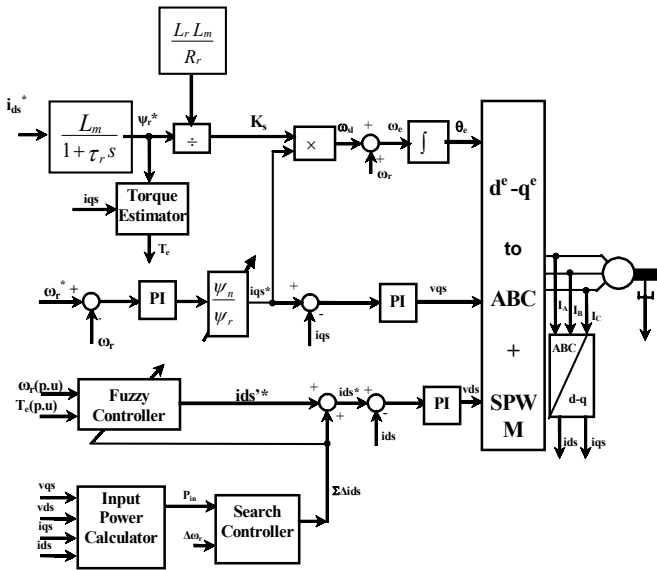 L_r L_m
R_r
i_ds*
L_m
1 + τ_r s
ψ_r*
÷
K_s
×
ω_sl
+
+
ω_r
ω_e
∫
θ_e
iqs
Torque
Estimator
T_e
d^e-q^e
to
ABC
+
SPW
M
ω_r*
+
-
ω_r
PI
ψ_n
ψ_r
iqs*
+
-
iqs
PI
vqs
I_A
I_B
I_C
ABC
d-q
ids
iqs
ω_r(p.u)
T_e(p.u)
Fuzzy
Controller
ids'*
+
+
ids*
+
-
ids
PI
vds
ΣΔids
vqs
vds
iqs
ids
Input
Power
Calculator
P_in
Δω_r
Search
Controller